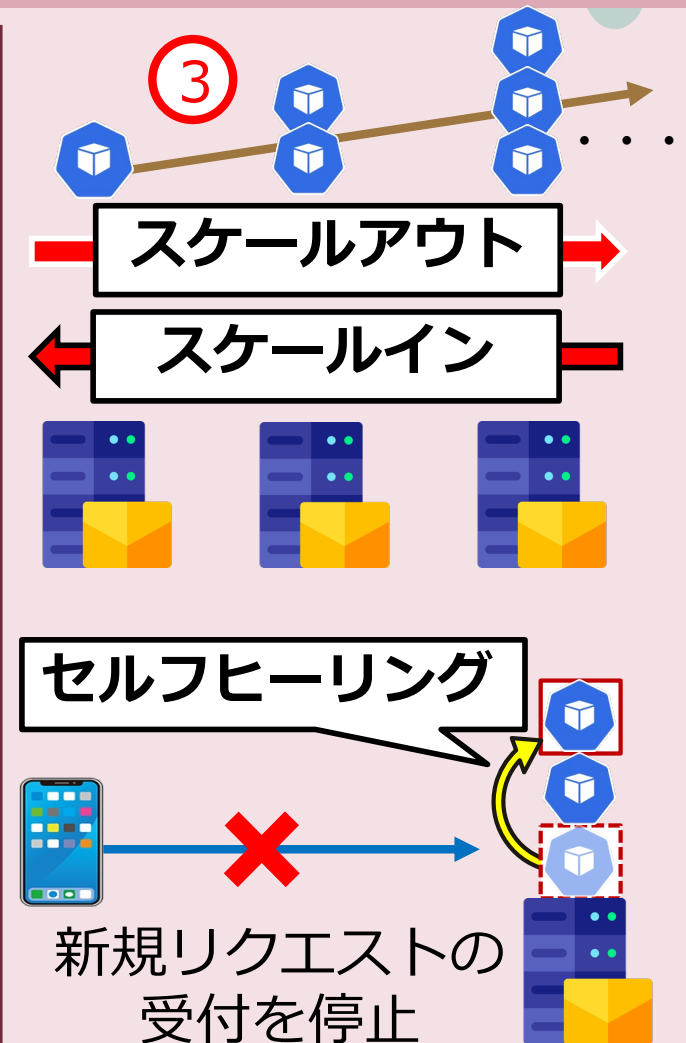 ③
・・・
スケールアウト
スケールイン
セルフヒーリング
新規リクエストの
受付を停止